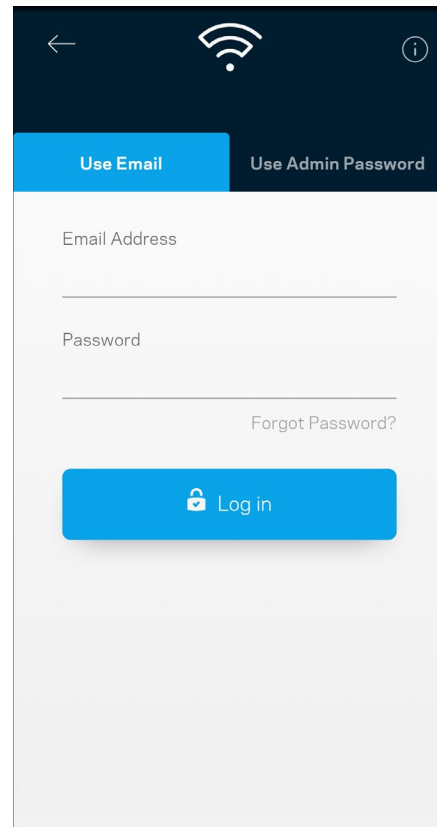 Use Email
Use Admin Password
Email Address
Password
Forgot Password?
Log in